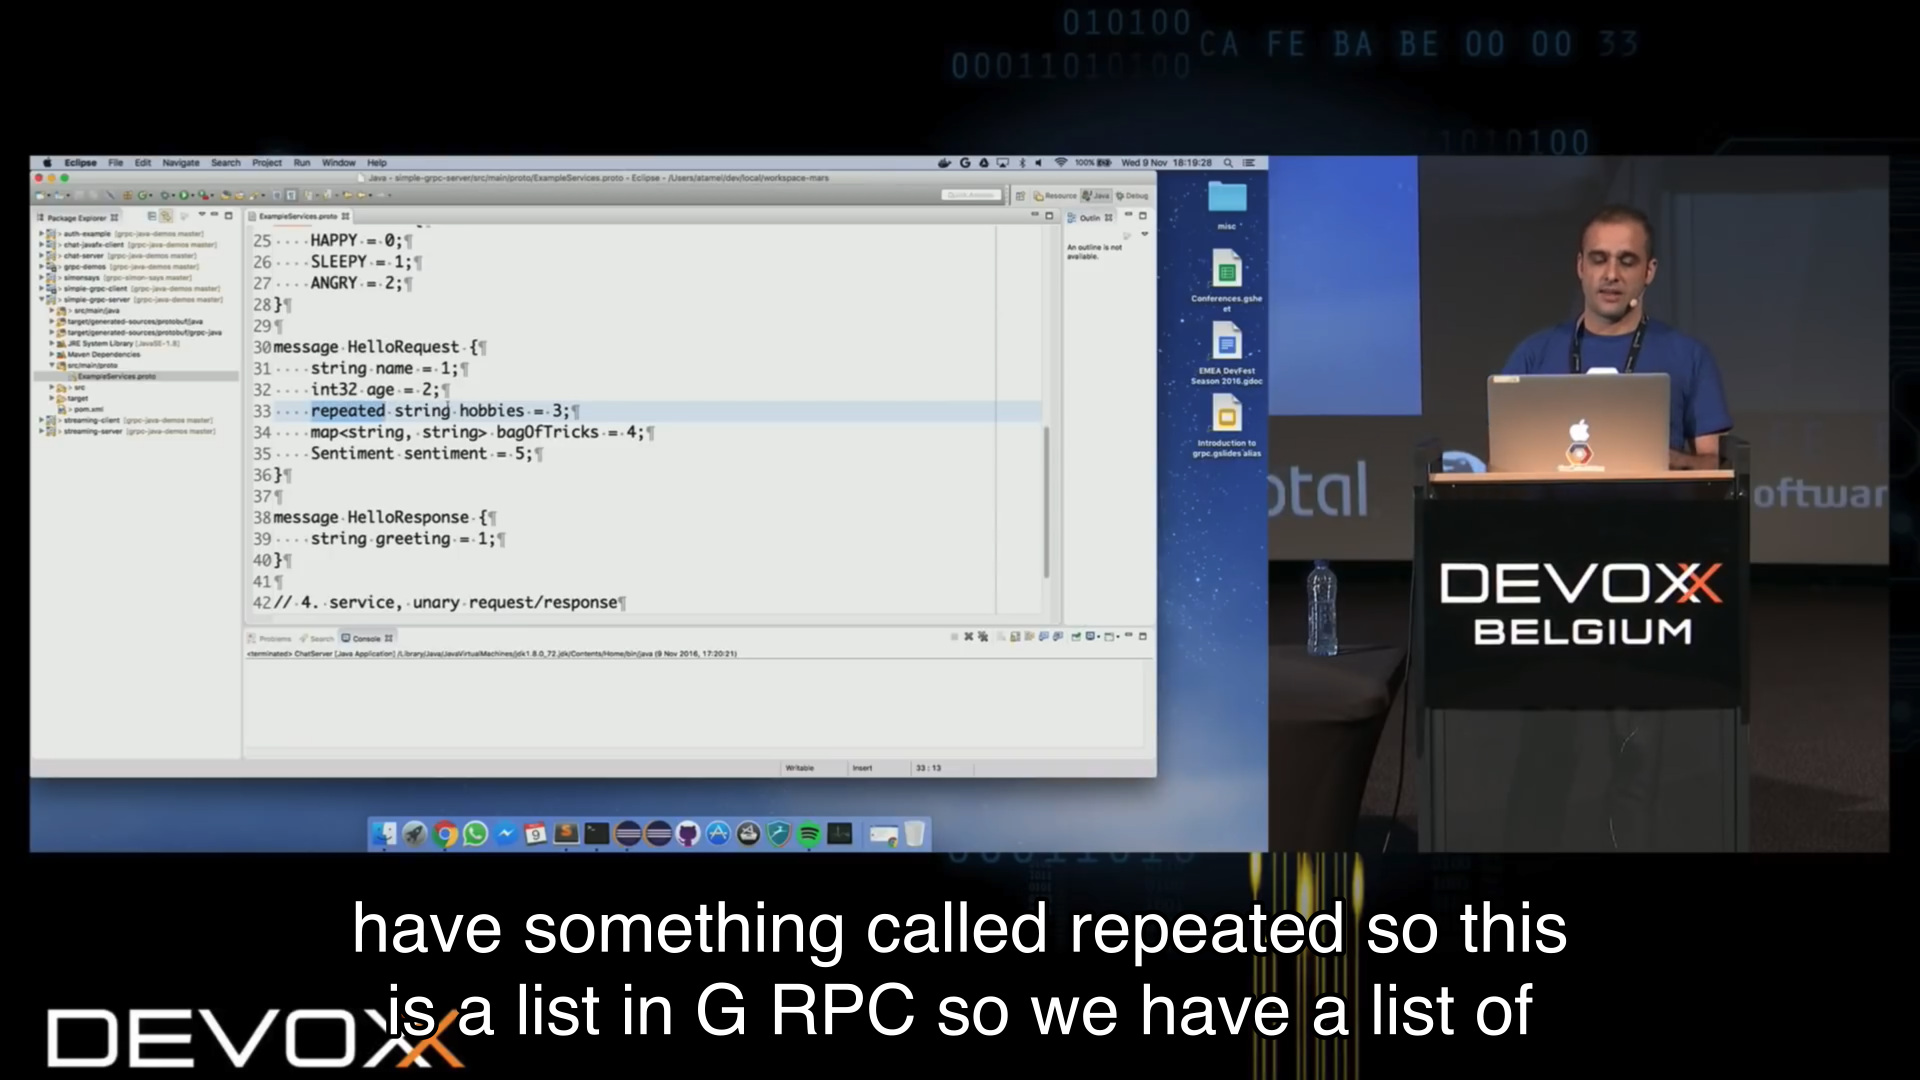 010100
CA FE BA BE 00 00 33
00011010100
1010100
Eclipse File Edit Navigate Search Project Run Window Help
100% Wed 9 Nov 18:19:28
Java - simple-grpc-server/src/main/proto/ExampleServices.proto - Eclipse - /Users/atamel/dev/local/workspace-mars
Quick Access
Resource Java Debug
Package Explorer
ExampleServices.proto
Outlin
An outline is not available.
auth-example [grpc-java-demos master]
chat-javafx-client [grpc-java-demos master]
chat-server [grpc-java-demos master]
grpc-demos [grpc-java-demos master]
simonsays [grpc-simon-says master]
simple-grpc-client [grpc-java-demos master]
simple-grpc-server [grpc-java-demos master]
src/main/java
target/generated-sources/protobuf/java
target/generated-sources/protobuf/grpc-java
JRE System Library [JavaSE-1.8]
Maven Dependencies
src/main/proto
ExampleServices.proto
src
target
pom.xml
streaming-client [grpc-java-demos master]
streaming-server [grpc-java-demos master]
25 HAPPY = 0;
26 SLEEPY = 1;
27 ANGRY = 2;
28 }
29
30 message HelloRequest {
31 string name = 1;
32 int32 age = 2;
33 repeated string hobbies = 3;
34 map<string, string> bagOfTricks = 4;
35 Sentiment sentiment = 5;
36 }
37
38 message HelloResponse {
39 string greeting = 1;
40 }
41
42 // 4. service, unary request/response
Problems Search Console
<terminated> ChatServer [Java Application] /Library/Java/JavaVirtualMachines/jdk1.8.0_72.jdk/Contents/Home/bin/java (9 Nov 2016, 17:20:21)
Writable Insert 33 : 13
misc
Conferences.gsheet
EMEA DevFest Season 2016.gdoc
Introduction to grpc.gslides alias
9
otal
oftwar
DEVOXX
BELGIUM
have something called repeated so this
is a list in G RPC so we have a list of
DEVOXX